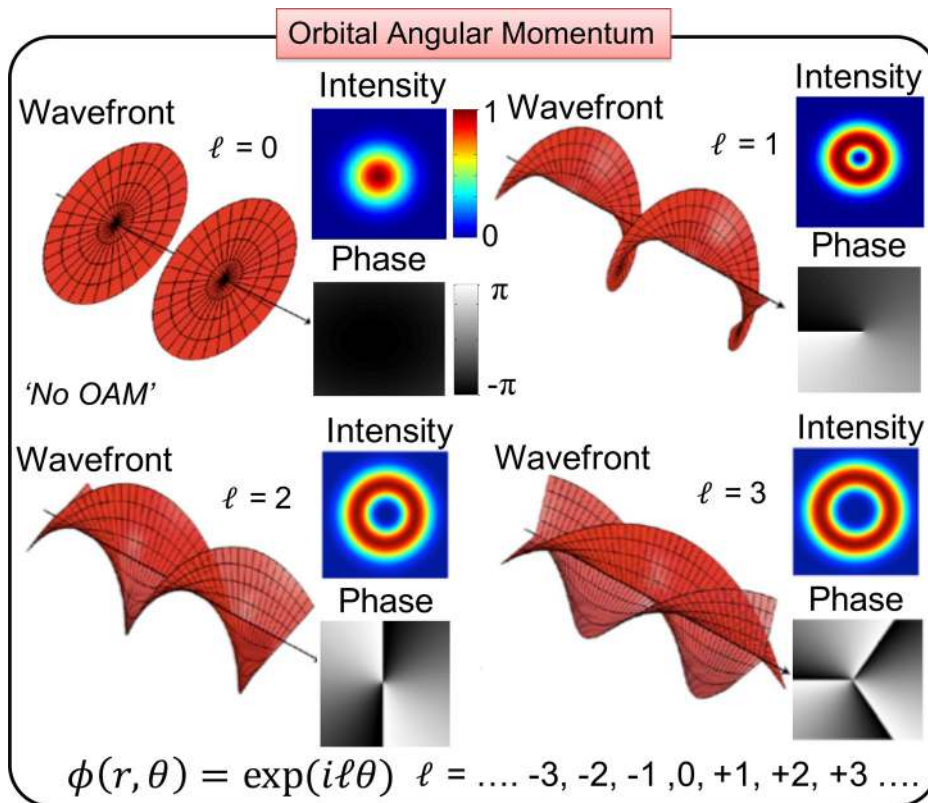 Orbital Angular Momentum
Wavefront
ℓ = 0
Intensity
1
0
Phase
π
-π
'No OAM'
Wavefront
ℓ = 1
Intensity
Wavefront
ℓ = 2
Intensity
Phase
Wavefront
ℓ = 3
Intensity
Phase
ϕ(r, θ) = exp(iℓθ) ℓ = .... -3, -2, -1 ,0, +1, +2, +3 ....